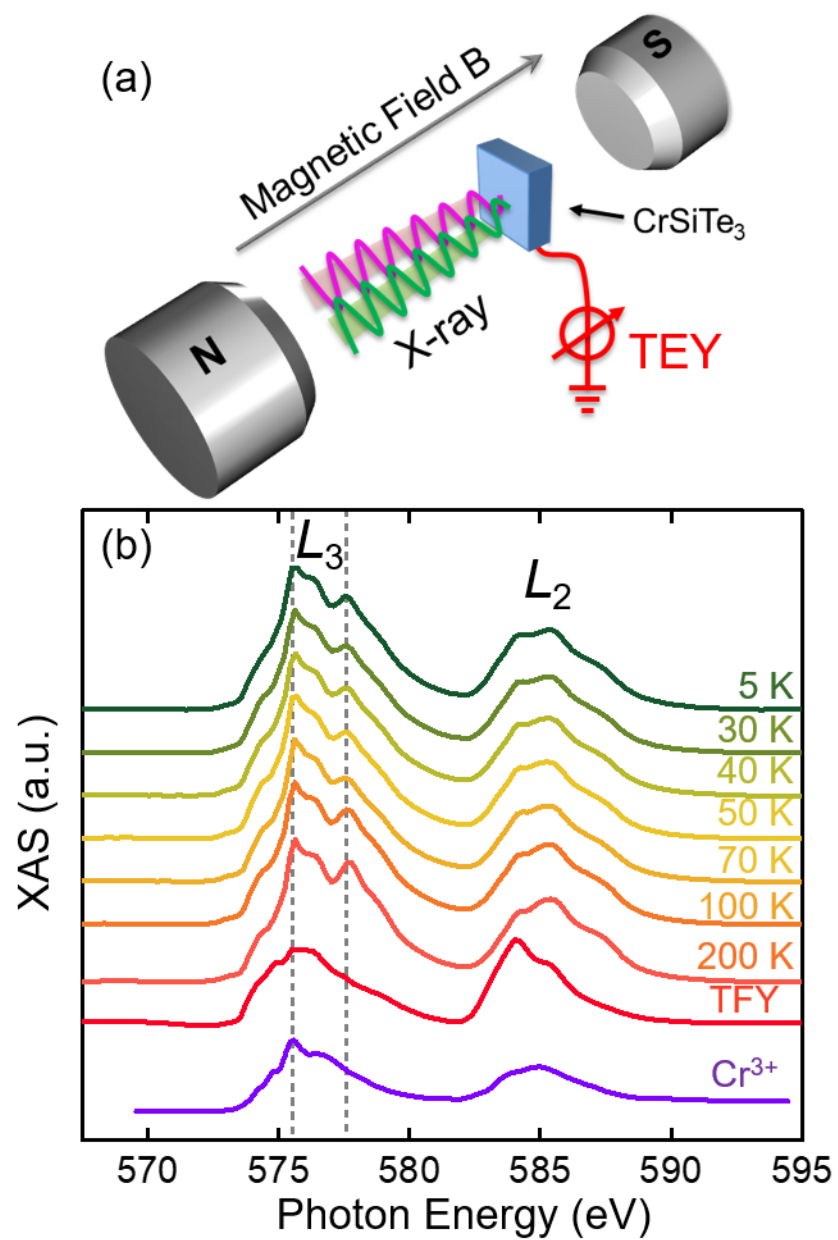 (a)
S
Magnetic Field B
CrSiTe₃
N
X-ray
TEY
(b)
L₃
L₂
5 K
30 K
40 K
50 K
70 K
100 K
200 K
TFY
Cr³⁺
XAS (a.u.)
570 575 580 585 590 595
Photon Energy (eV)